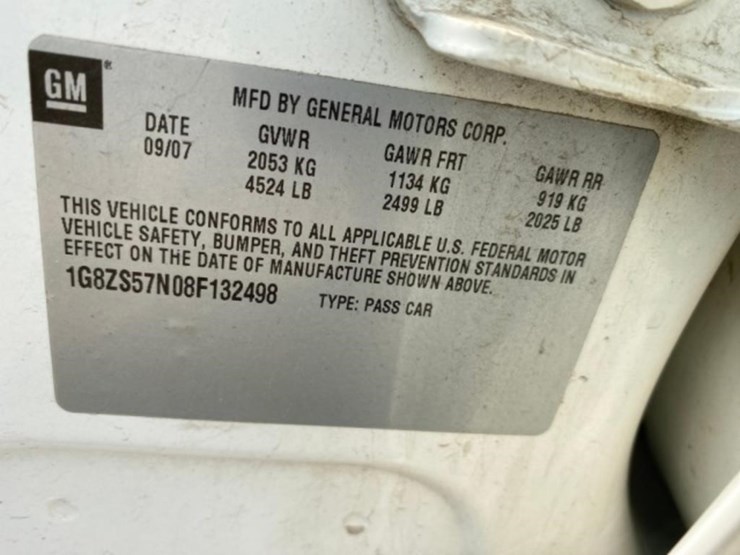 GM
MFD BY GENERAL MOTORS CORP.
DATE GVWR GAWR FRT GAWR RR
09/07 2053 KG 1134 KG 919 KG
4524 LB 2499 LB 2025 LB
THIS VEHICLE CONFORMS TO ALL APPLICABLE U.S. FEDERAL MOTOR
VEHICLE SAFETY, BUMPER, AND THEFT PREVENTION STANDARDS IN
EFFECT ON THE DATE OF MANUFACTURE SHOWN ABOVE.
1G8ZS57N08F132498 TYPE: PASS CAR